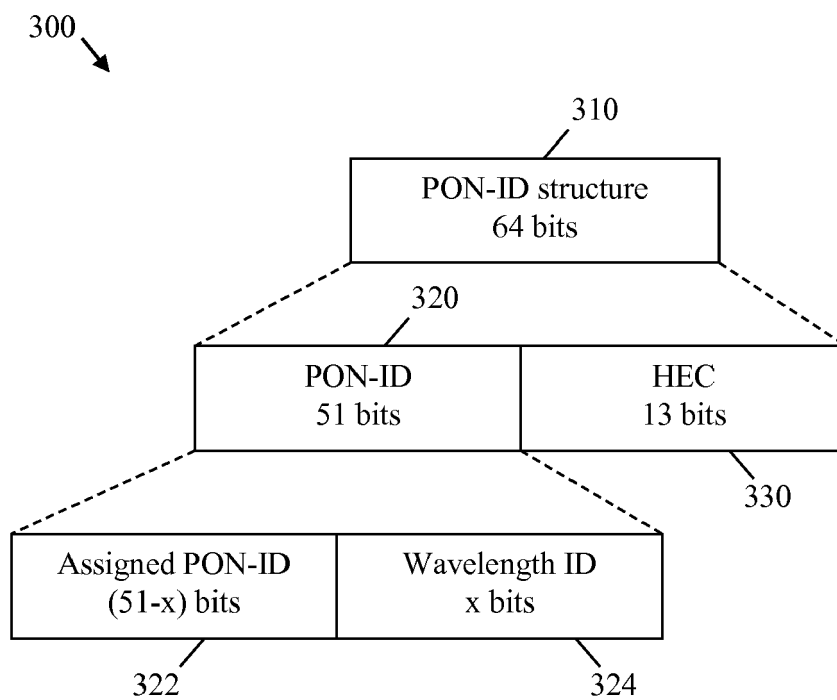 300
310
PON-ID structure
64 bits
320
PON-ID
51 bits
HEC
13 bits
330
Assigned PON-ID
(51-x) bits
Wavelength ID
x bits
322
324